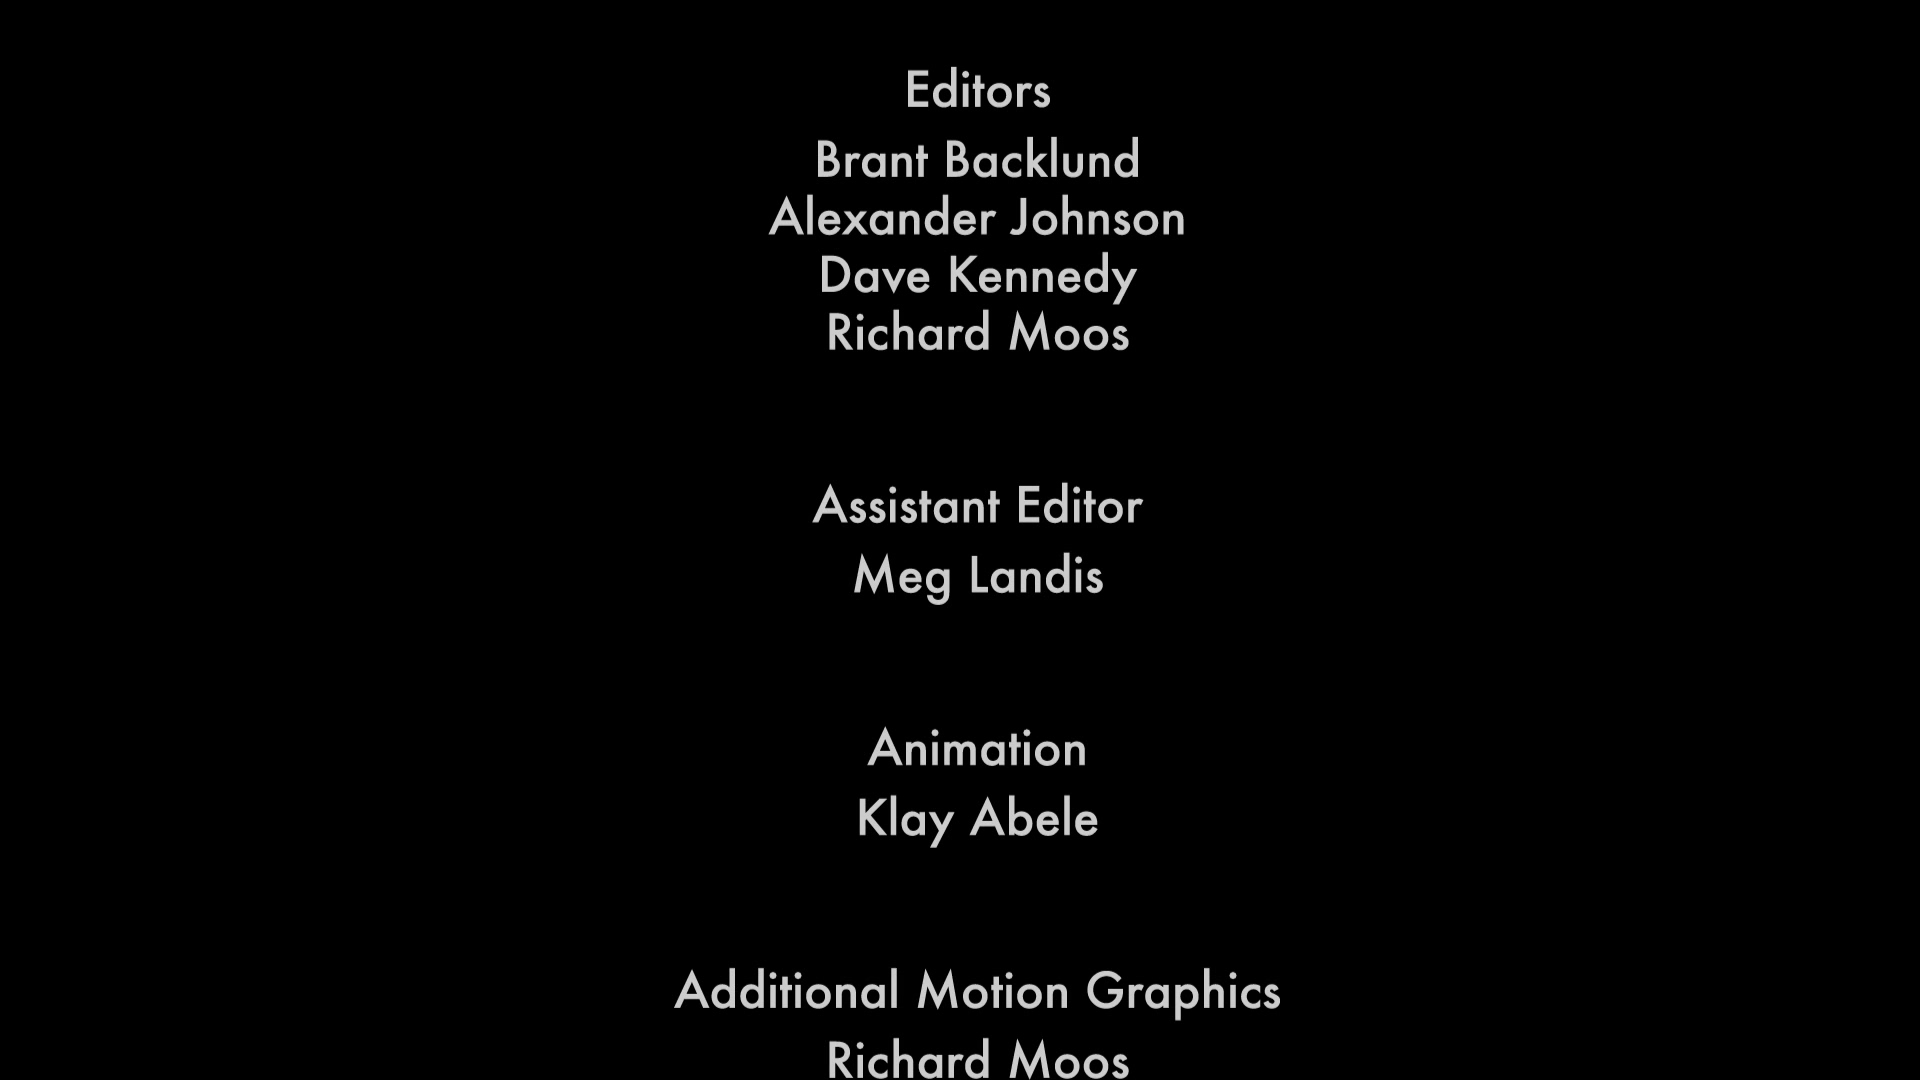 Editors
Brant Backlund
Alexander Johnson
Dave Kennedy
Richard Moos
Assistant Editor
Meg Landis
Animation
Klay Abele
Additional Motion Graphics
Richard Moos